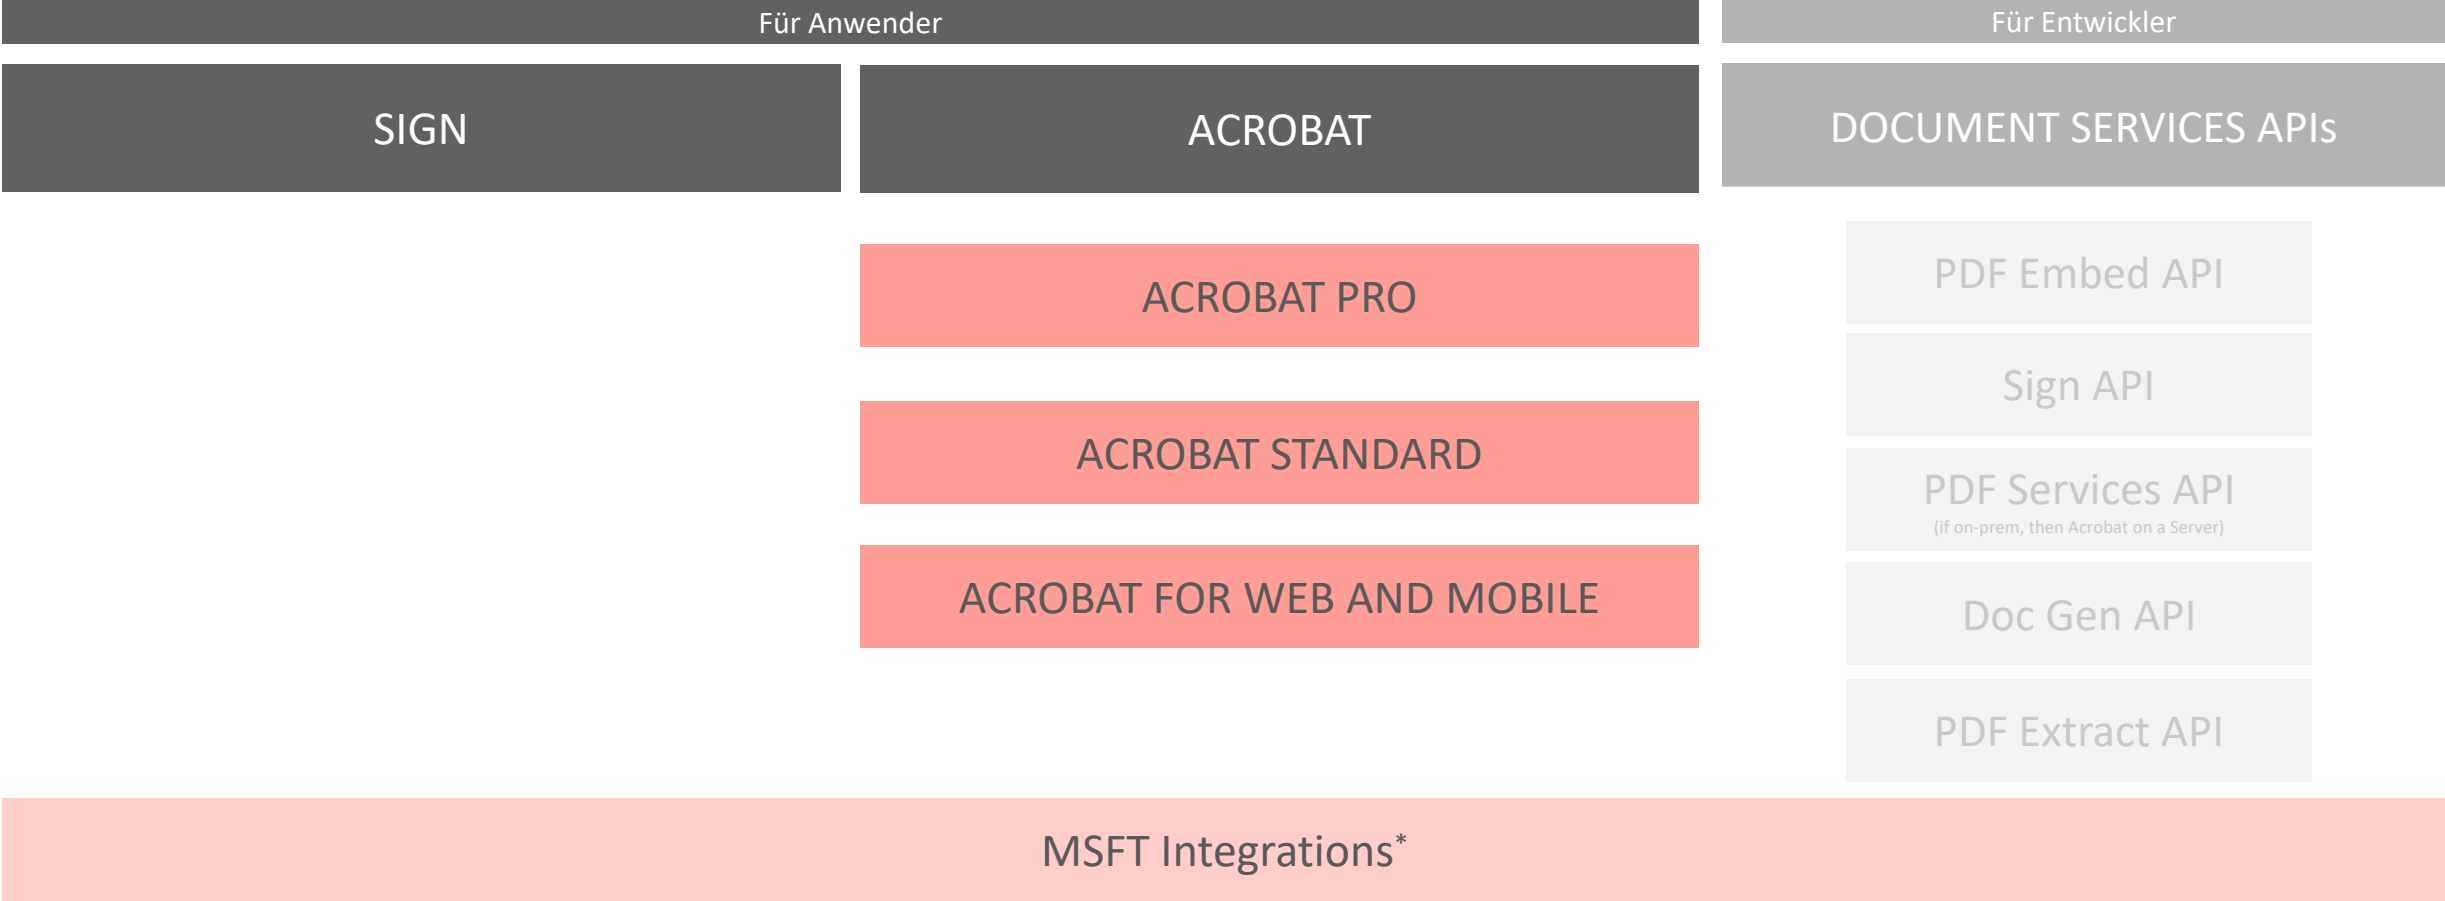 Für Anwender
Für Entwickler
SIGN
ACROBAT
DOCUMENT SERVICES APIs
ACROBAT PRO
ACROBAT STANDARD
ACROBAT FOR WEB AND MOBILE
PDF Embed API
Sign API
PDF Services API
(if on-prem, then Acrobat on a Server)
Doc Gen API
PDF Extract API
MSFT Integrations*